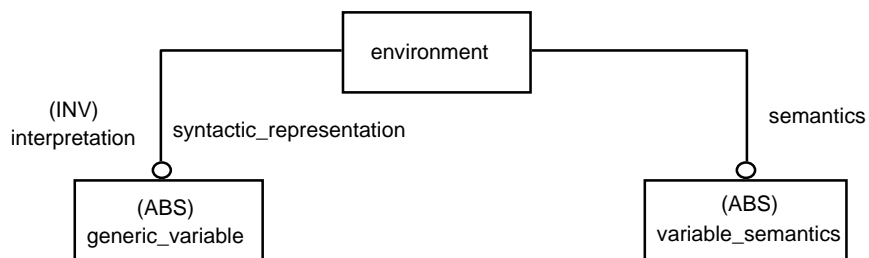 environment
(INV)
interpretation
syntactic_representation
semantics
(ABS)
generic_variable
(ABS)
variable_semantics